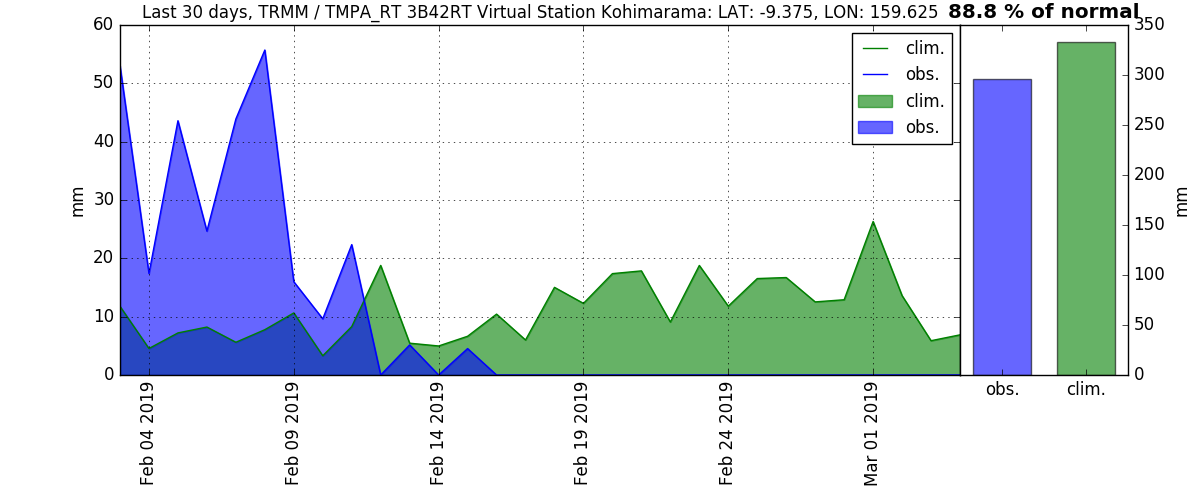 Last 30 days, TRMM / TMPA_RT 3B42RT Virtual Station Kohimarama: LAT: -9.375, LON: 159.625 88.8 % of normal
60
50
40
30
20
10
0
mm
clim.
obs.
clim.
obs.
Feb 04 2019
Feb 09 2019
Feb 14 2019
Feb 19 2019
Feb 24 2019
Mar 01 2019
350
300
250
200
150
100
50
0
mm
obs. clim.